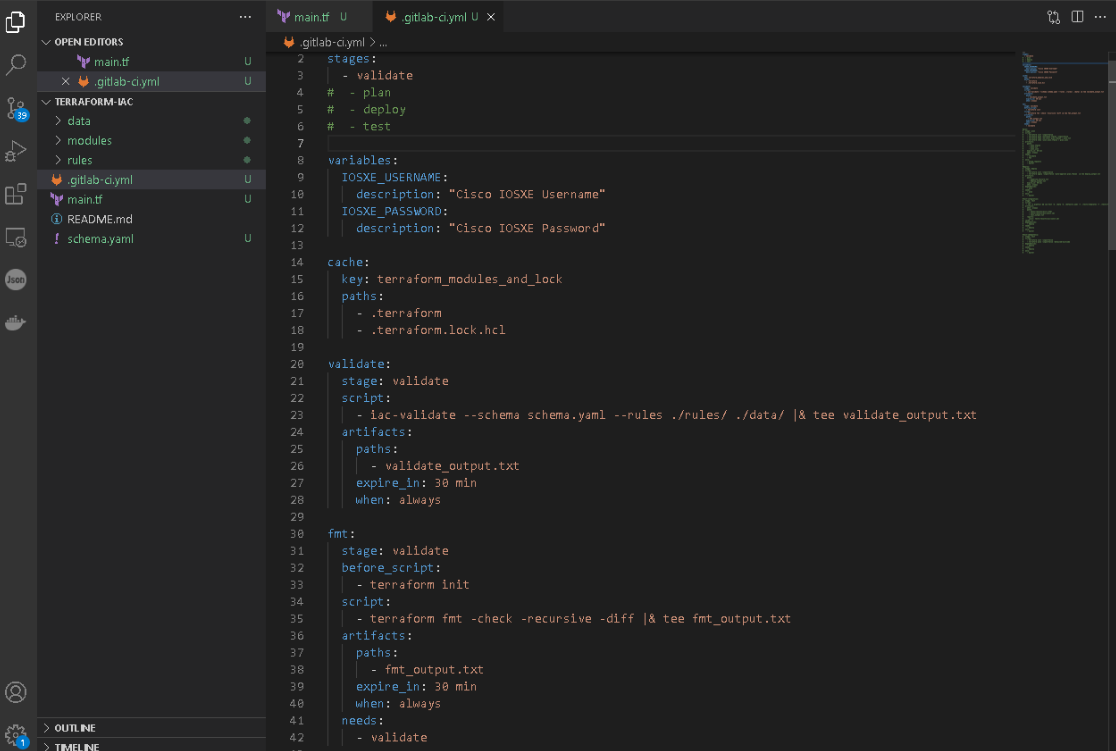 EXPLORER
...
OPEN EDITORS
main.tf U
.gitlab-ci.yml U
TERRAFORM-IAC
data
modules
rules
.gitlab-ci.yml U
main.tf U
README.md
schema.yaml U
OUTLINE
TIMELINE
39
Json
1
main.tf U
.gitlab-ci.yml U
.gitlab-ci.yml > ...
2 stages:
3   - validate
4 #  - plan
5 #  - deploy
6 #  - test
7
8 variables:
9   IOSXE_USERNAME:
10     description: "Cisco IOSXE Username"
11   IOSXE_PASSWORD:
12     description: "Cisco IOSXE Password"
13
14 cache:
15   key: terraform_modules_and_lock
16   paths:
17     - .terraform
18     - .terraform.lock.hcl
19
20 validate:
21   stage: validate
22   script:
23     - iac-validate --schema schema.yaml --rules ./rules/ ./data/ |& tee validate_output.txt
24   artifacts:
25     paths:
26       - validate_output.txt
27     expire_in: 30 min
28     when: always
29
30 fmt:
31   stage: validate
32   before_script:
33     - terraform init
34   script:
35     - terraform fmt -check -recursive -diff |& tee fmt_output.txt
36   artifacts:
37     paths:
38       - fmt_output.txt
39     expire_in: 30 min
40     when: always
41   needs:
42     - validate